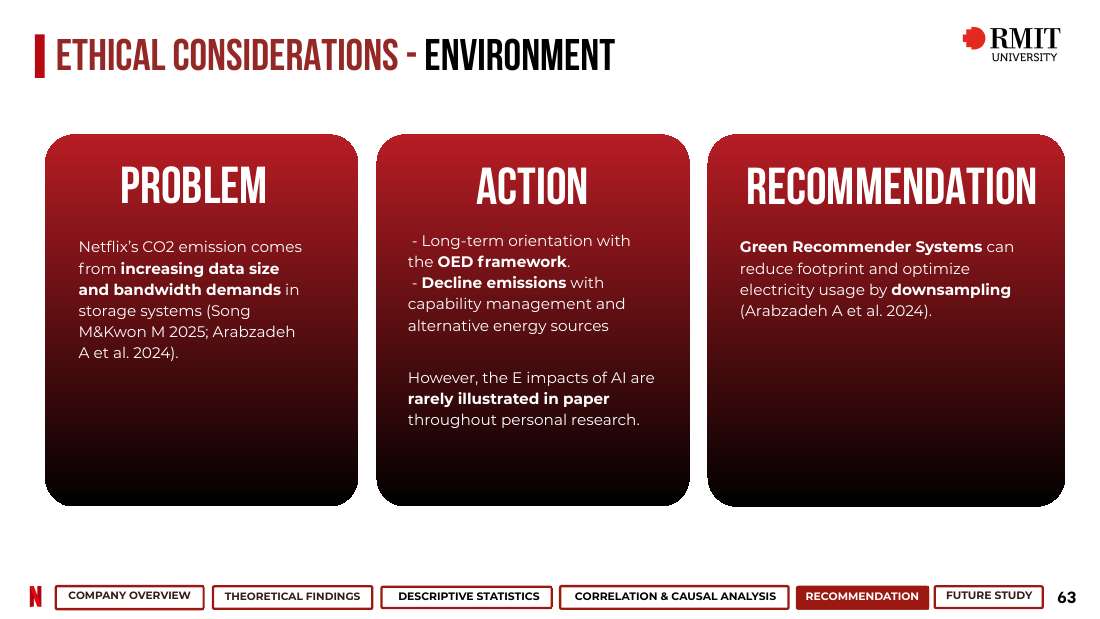 ETHICAL CONSIDERATIONS - ENVIRONMENT
RMIT
UNIVERSITY
PROBLEM
Netflix’s CO2 emission comes
from increasing data size
and bandwidth demands in
storage systems (Song
M&Kwon M 2025; Arabzadeh
A et al. 2024).
ACTION
- Long-term orientation with
the OED framework.
- Decline emissions with
capability management and
alternative energy sources
However, the E impacts of AI are
rarely illustrated in paper
throughout personal research.
RECOMMENDATION
Green Recommender Systems can
reduce footprint and optimize
electricity usage by downsampling
(Arabzadeh A et al. 2024).
N
COMPANY OVERVIEW
THEORETICAL FINDINGS
DESCRIPTIVE STATISTICS
CORRELATION & CAUSAL ANALYSIS
RECOMMENDATION
FUTURE STUDY
63